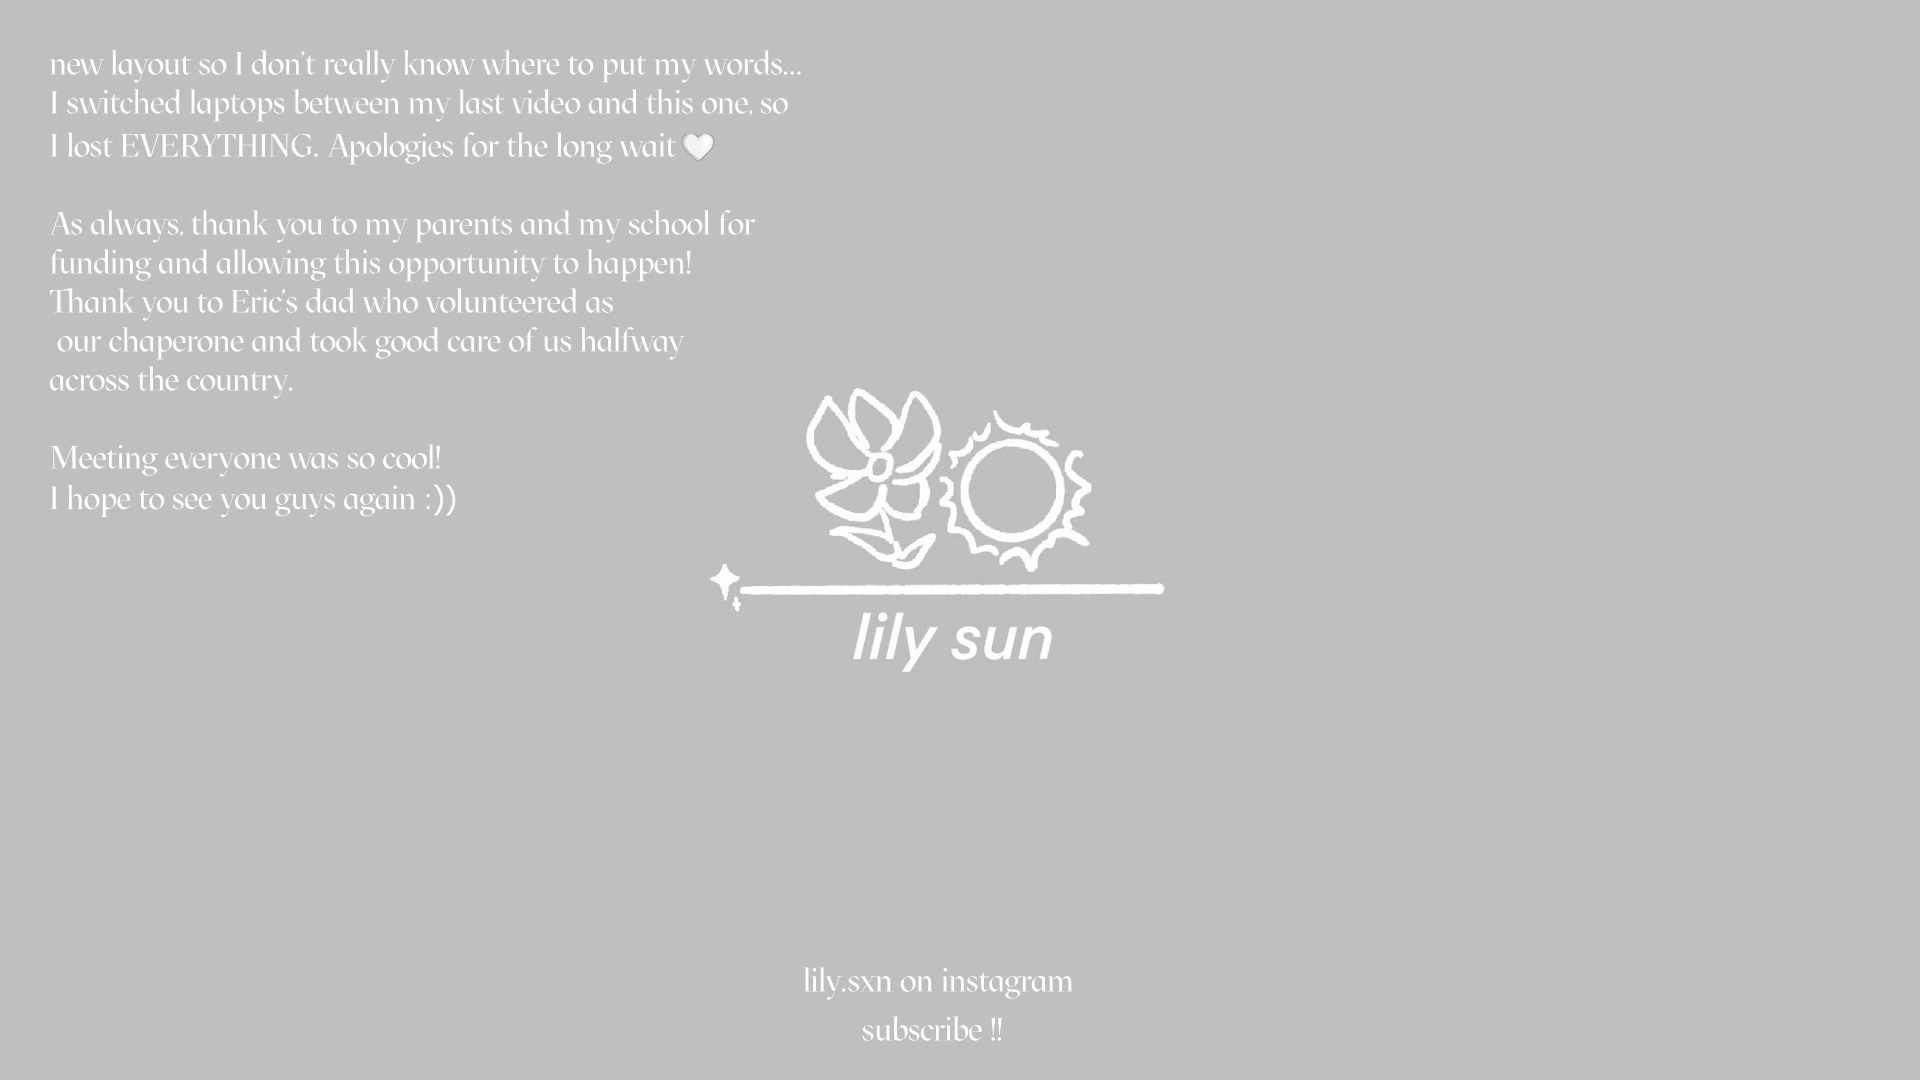 new layout so I don't really know where to put my words...
I switched laptops between my last video and this one, so
I lost EVERYTHING. Apologies for the long wait 🤍
As always, thank you to my parents and my school for
funding and allowing this opportunity to happen!
Thank you to Eric's dad who volunteered as
our chaperone and took good care of us halfway
across the country.
Meeting everyone was so cool!
I hope to see you guys again :))
lily sun
lily.sxn on instagram
subscribe !!